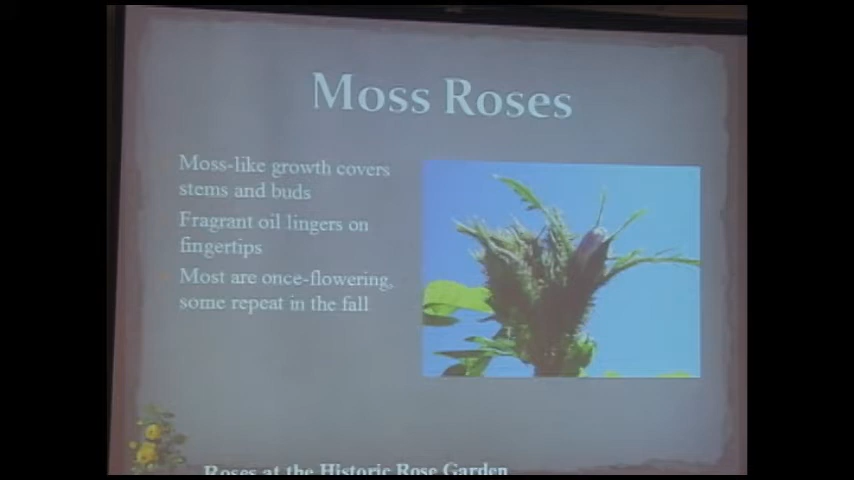 Moss Roses
Moss-like growth covers
stems and buds
Fragrant oil lingers on
fingertips
Most are once-flowering,
some repeat in the fall
Roses at the Historic Rose Garden